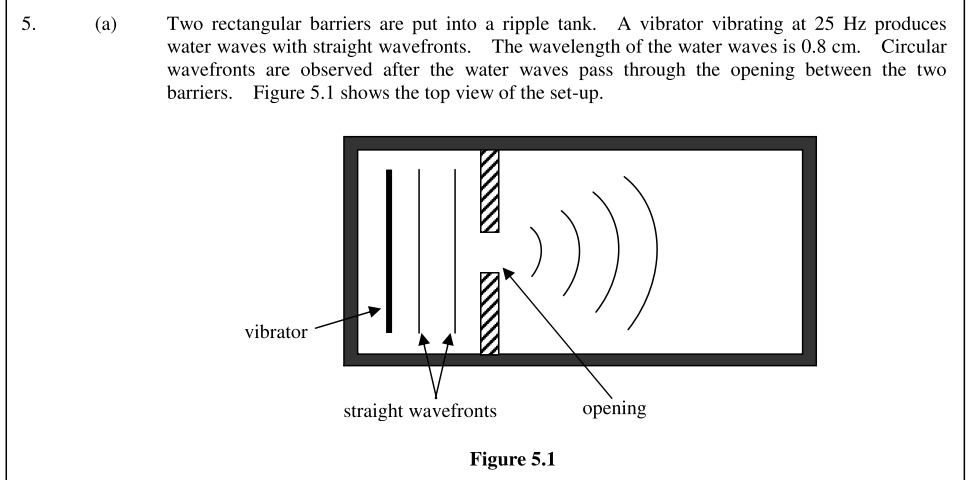 5. (a) Two rectangular barriers are put into a ripple tank. A vibrator vibrating at 25 Hz produces
water waves with straight wavefronts. The wavelength of the water waves is 0.8 cm. Circular
wavefronts are observed after the water waves pass through the opening between the two
barriers. Figure 5.1 shows the top view of the set-up.
vibrator
straight wavefronts
opening
Figure 5.1